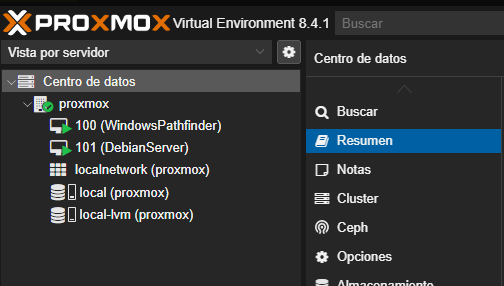 PROXMOX Virtual Environment 8.4.1 Buscar
Vista por servidor
Centro de datos
proxmox
100 (WindowsPathfinder)
101 (DebianServer)
localnetwork (proxmox)
local (proxmox)
local-lvm (proxmox)
Centro de datos
Buscar
Resumen
Notas
Cluster
Ceph
Opciones
Almacenamiento